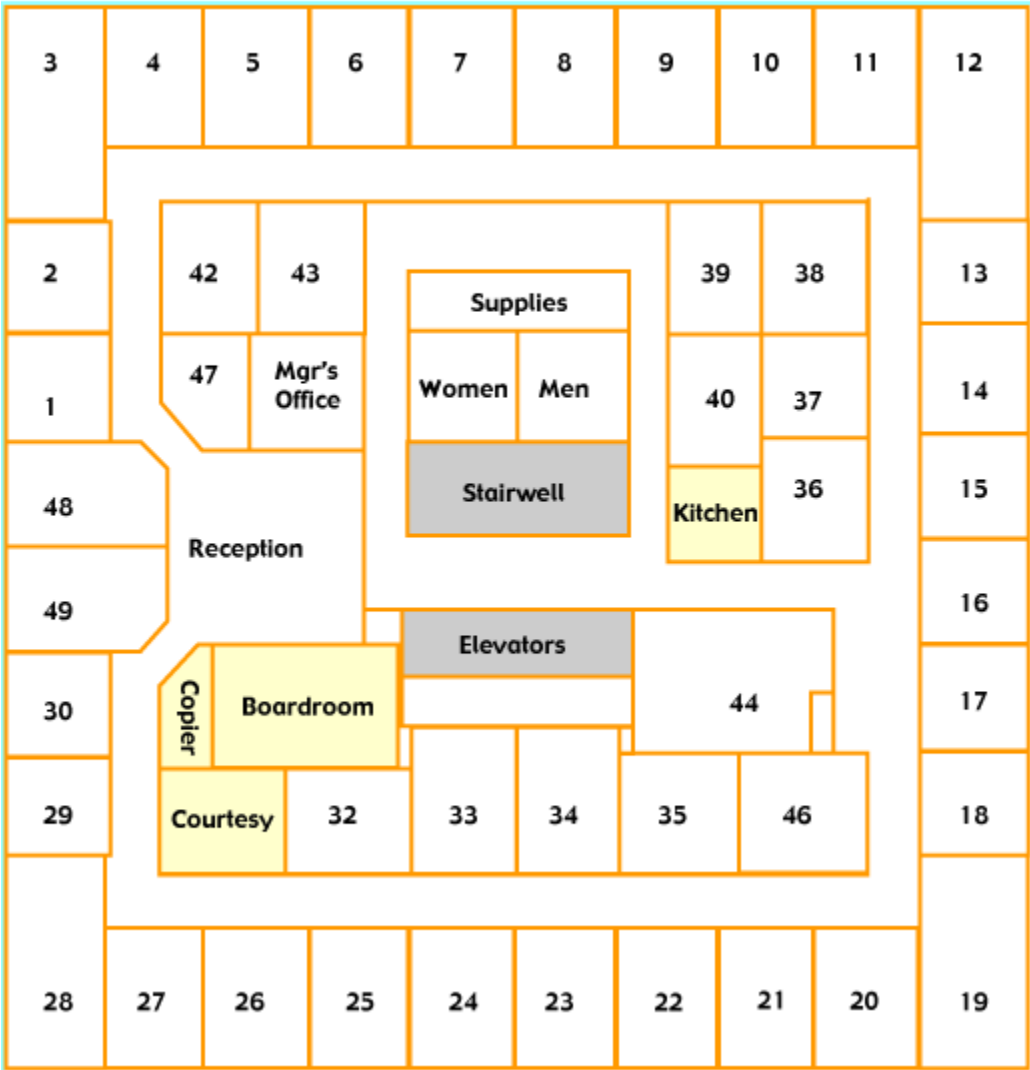 3 4 5 6 7 8 9 10 11 12
2 42 43 39 38 13
Supplies
47 Mgr's
Office
Women Men
1 40 37 14
48 Stairwell Kitchen 36 15
Reception
49 16
Elevators
30 Copier Boardroom 44 17
29 Courtesy 32 33 34 35 46 18
28 27 26 25 24 23 22 21 20 19